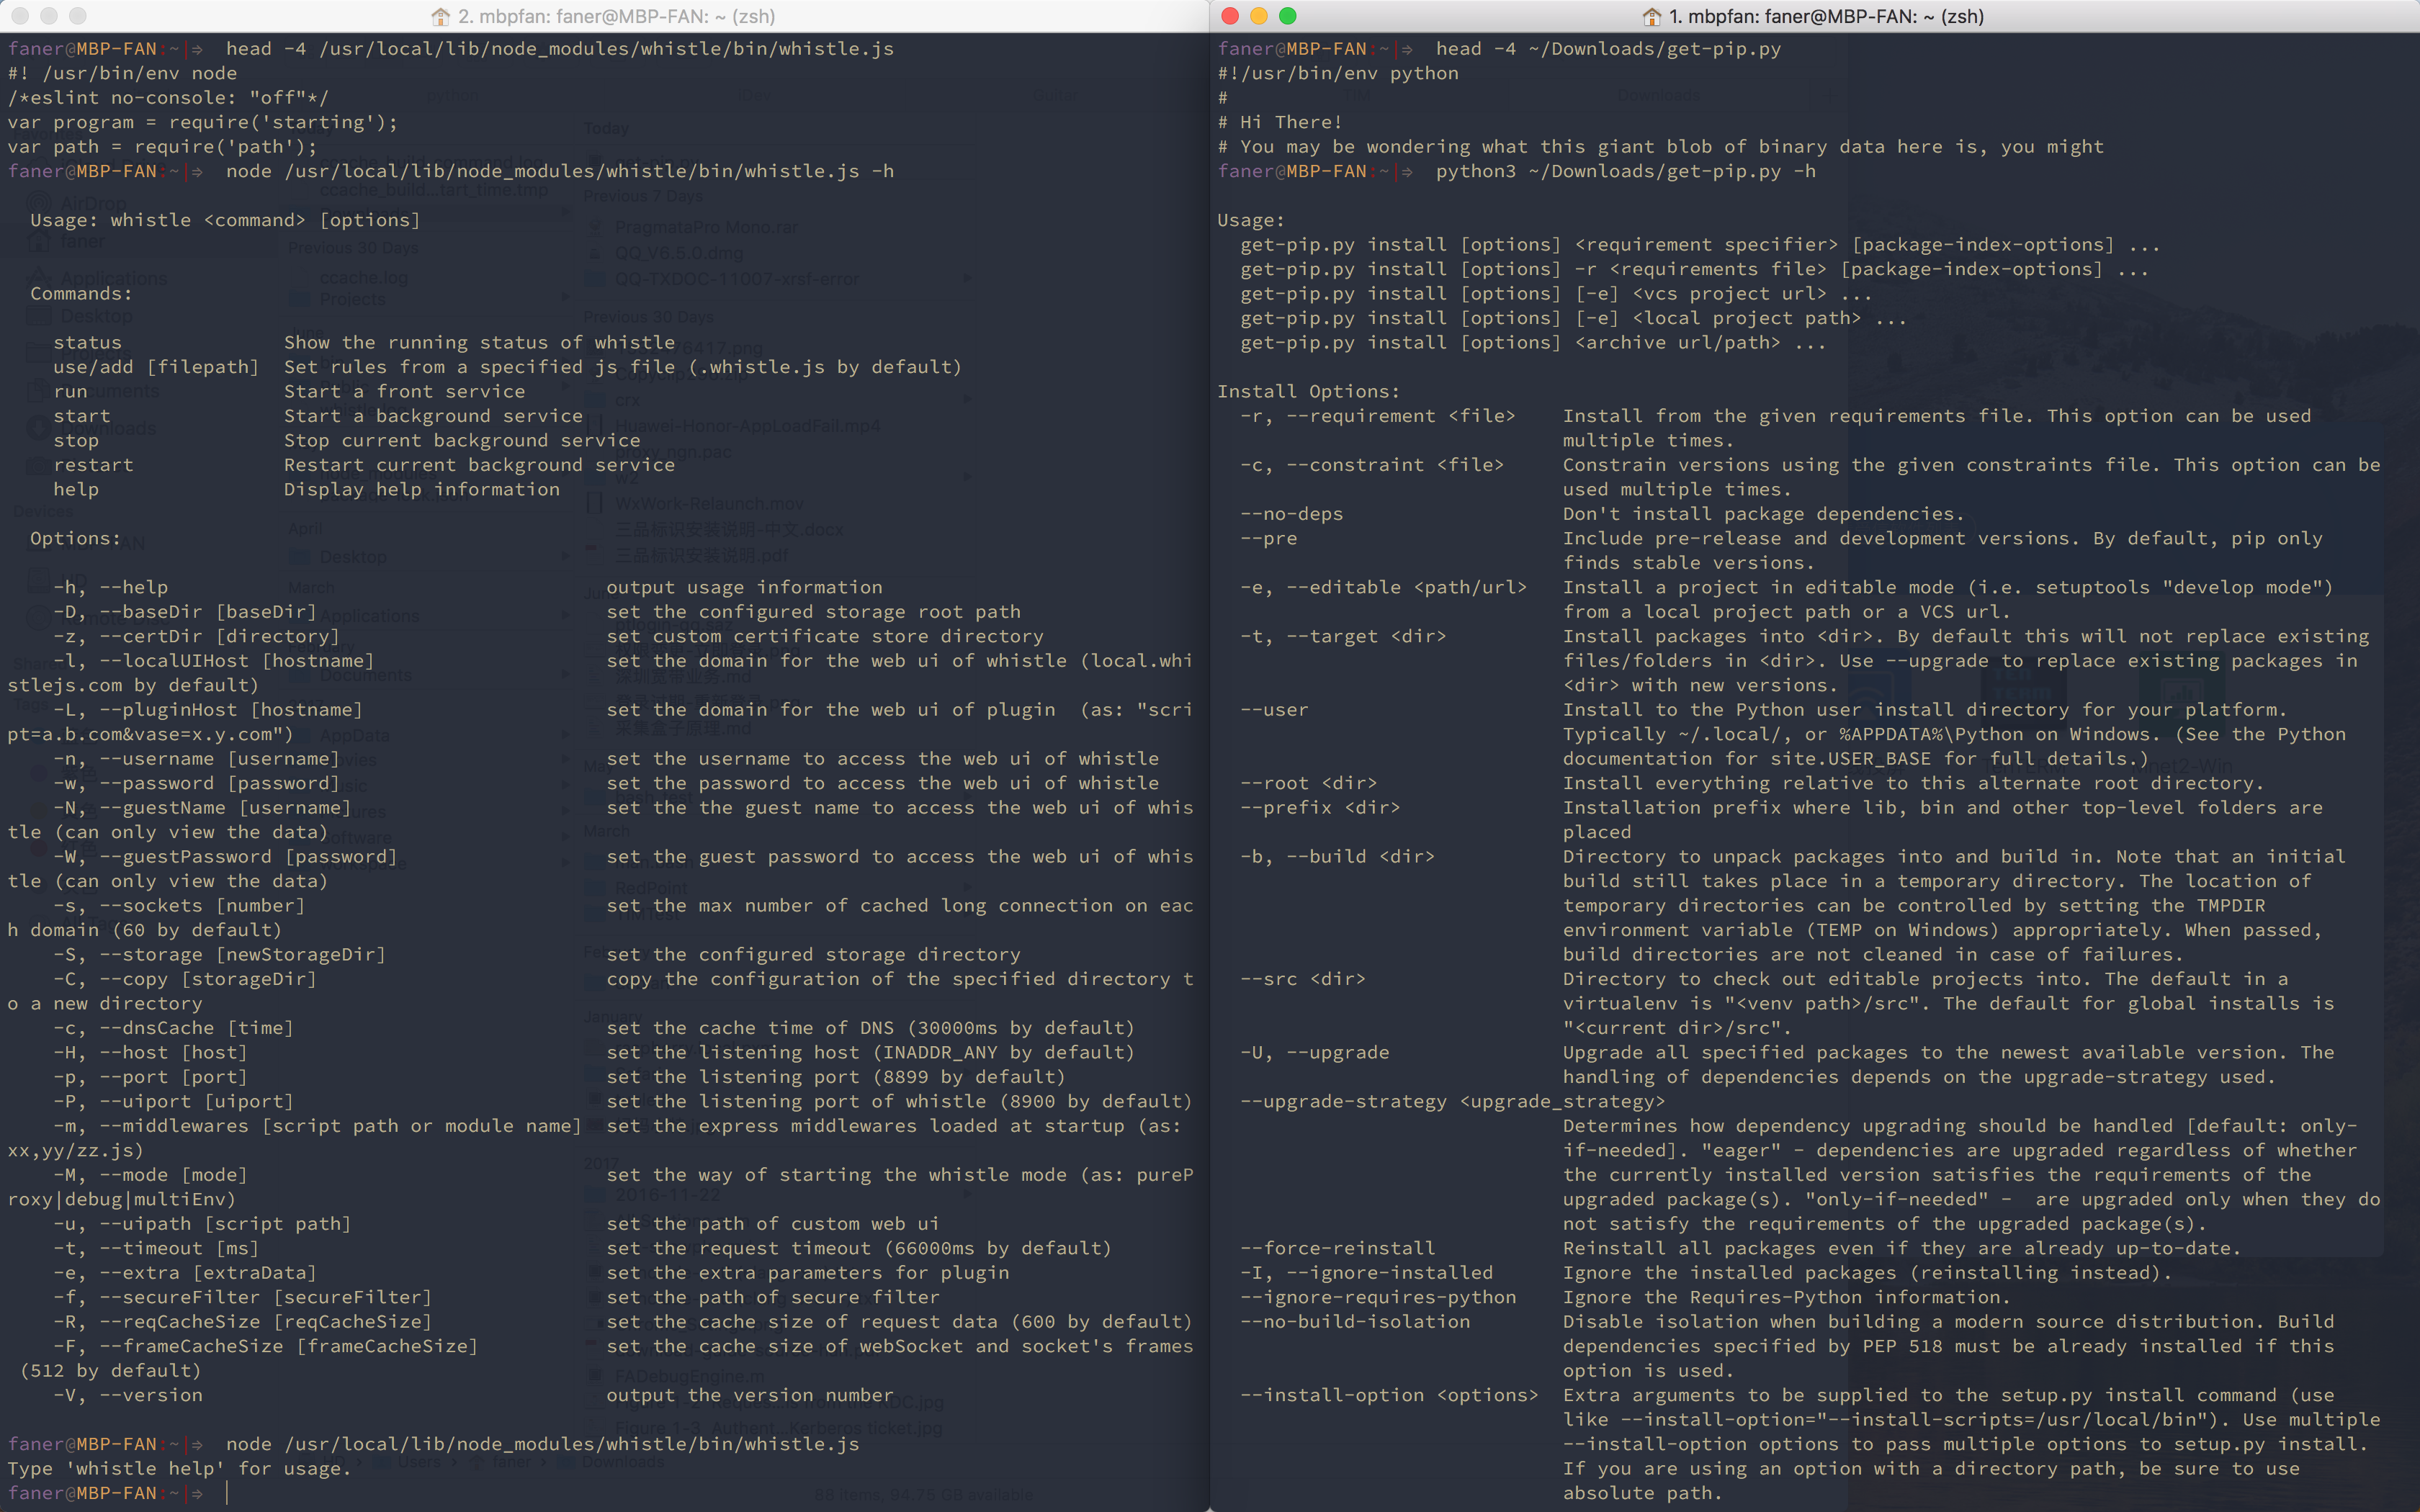 2. mbpfan: faner@MBP-FAN: ~ (zsh)
faner@MBP-FAN:~|⇒  head -4 /usr/local/lib/node_modules/whistle/bin/whistle.js
#! /usr/bin/env node
/*eslint no-console: "off"*/
var program = require('starting');
var path = require('path');
faner@MBP-FAN:~|⇒  node /usr/local/lib/node_modules/whistle/bin/whistle.js -h
Usage: whistle <command> [options]
Commands:
status              Show the running status of whistle
use/add [filepath]  Set rules from a specified js file (.whistle.js by default)
run                 Start a front service
start               Start a background service
stop                Stop current background service
restart             Restart current background service
help                Display help information
Options:
-h, --help                                      output usage information
-D, --baseDir [baseDir]                         set the configured storage root path
-z, --certDir [directory]                       set custom certificate store directory
-l, --localUIHost [hostname]                    set the domain for the web ui of whistle (local.whi
stlejs.com by default)
-L, --pluginHost [hostname]                     set the domain for the web ui of plugin  (as: "scri
pt=a.b.com&vase=x.y.com")
-n, --username [username]                       set the username to access the web ui of whistle
-w, --password [password]                       set the password to access the web ui of whistle
-N, --guestName [username]                      set the the guest name to access the web ui of whis
tle (can only view the data)
-W, --guestPassword [password]                  set the guest password to access the web ui of whis
tle (can only view the data)
-s, --sockets [number]                          set the max number of cached long connection on eac
h domain (60 by default)
-S, --storage [newStorageDir]                   set the configured storage directory
-C, --copy [storageDir]                         copy the configuration of the specified directory t
o a new directory
-c, --dnsCache [time]                           set the cache time of DNS (30000ms by default)
-H, --host [host]                               set the listening host (INADDR_ANY by default)
-p, --port [port]                               set the listening port (8899 by default)
-P, --uiport [uiport]                           set the listening port of whistle (8900 by default)
-m, --middlewares [script path or module name]  set the express middlewares loaded at startup (as: 
xx,yy/zz.js)
-M, --mode [mode]                               set the way of starting the whistle mode (as: pureP
roxy|debug|multiEnv)
-u, --uipath [script path]                      set the path of custom web ui
-t, --timeout [ms]                              set the request timeout (66000ms by default)
-e, --extra [extraData]                         set the extra parameters for plugin
-f, --secureFilter [secureFilter]               set the path of secure filter
-R, --reqCacheSize [reqCacheSize]               set the cache size of request data (600 by default)
-F, --frameCacheSize [frameCacheSize]           set the cache size of webSocket and socket's frames
(512 by default)
-V, --version                                   output the version number
faner@MBP-FAN:~|⇒  node /usr/local/lib/node_modules/whistle/bin/whistle.js
Type 'whistle help' for usage.
faner@MBP-FAN:~|⇒
1. mbpfan: faner@MBP-FAN: ~ (zsh)
faner@MBP-FAN:~|⇒  head -4 ~/Downloads/get-pip.py
#!/usr/bin/env python
#
# Hi There!
# You may be wondering what this giant blob of binary data here is, you might
faner@MBP-FAN:~|⇒  python3 ~/Downloads/get-pip.py -h
Usage:
get-pip.py install [options] <requirement specifier> [package-index-options] ...
get-pip.py install [options] -r <requirements file> [package-index-options] ...
get-pip.py install [options] [-e] <vcs project url> ...
get-pip.py install [options] [-e] <local project path> ...
get-pip.py install [options] <archive url/path> ...
Install Options:
-r, --requirement <file>    Install from the given requirements file. This option can be used
multiple times.
-c, --constraint <file>     Constrain versions using the given constraints file. This option can be
used multiple times.
--no-deps                   Don't install package dependencies.
--pre                       Include pre-release and development versions. By default, pip only
finds stable versions.
-e, --editable <path/url>   Install a project in editable mode (i.e. setuptools "develop mode")
from a local project path or a VCS url.
-t, --target <dir>          Install packages into <dir>. By default this will not replace existing
files/folders in <dir>. Use --upgrade to replace existing packages in
<dir> with new versions.
--user                      Install to the Python user install directory for your platform.
Typically ~/.local/, or %APPDATA%\Python on Windows. (See the Python
documentation for site.USER_BASE for full details.)
--root <dir>                Install everything relative to this alternate root directory.
--prefix <dir>              Installation prefix where lib, bin and other top-level folders are
placed
-b, --build <dir>           Directory to unpack packages into and build in. Note that an initial
build still takes place in a temporary directory. The location of
temporary directories can be controlled by setting the TMPDIR
environment variable (TEMP on Windows) appropriately. When passed,
build directories are not cleaned in case of failures.
--src <dir>                 Directory to check out editable projects into. The default in a
virtualenv is "<venv path>/src". The default for global installs is
"<current dir>/src".
-U, --upgrade               Upgrade all specified packages to the newest available version. The
handling of dependencies depends on the upgrade-strategy used.
--upgrade-strategy <upgrade_strategy>
Determines how dependency upgrading should be handled [default: only-
if-needed]. "eager" - dependencies are upgraded regardless of whether
the currently installed version satisfies the requirements of the
upgraded package(s). "only-if-needed" -  are upgraded only when they do
not satisfy the requirements of the upgraded package(s).
--force-reinstall           Reinstall all packages even if they are already up-to-date.
-I, --ignore-installed      Ignore the installed packages (reinstalling instead).
--ignore-requires-python    Ignore the Requires-Python information.
--no-build-isolation        Disable isolation when building a modern source distribution. Build
dependencies specified by PEP 518 must be already installed if this
option is used.
--install-option <options>  Extra arguments to be supplied to the setup.py install command (use
like --install-option="--install-scripts=/usr/local/bin"). Use multiple
--install-option options to pass multiple options to setup.py install.
If you are using an option with a directory path, be sure to use
absolute path.